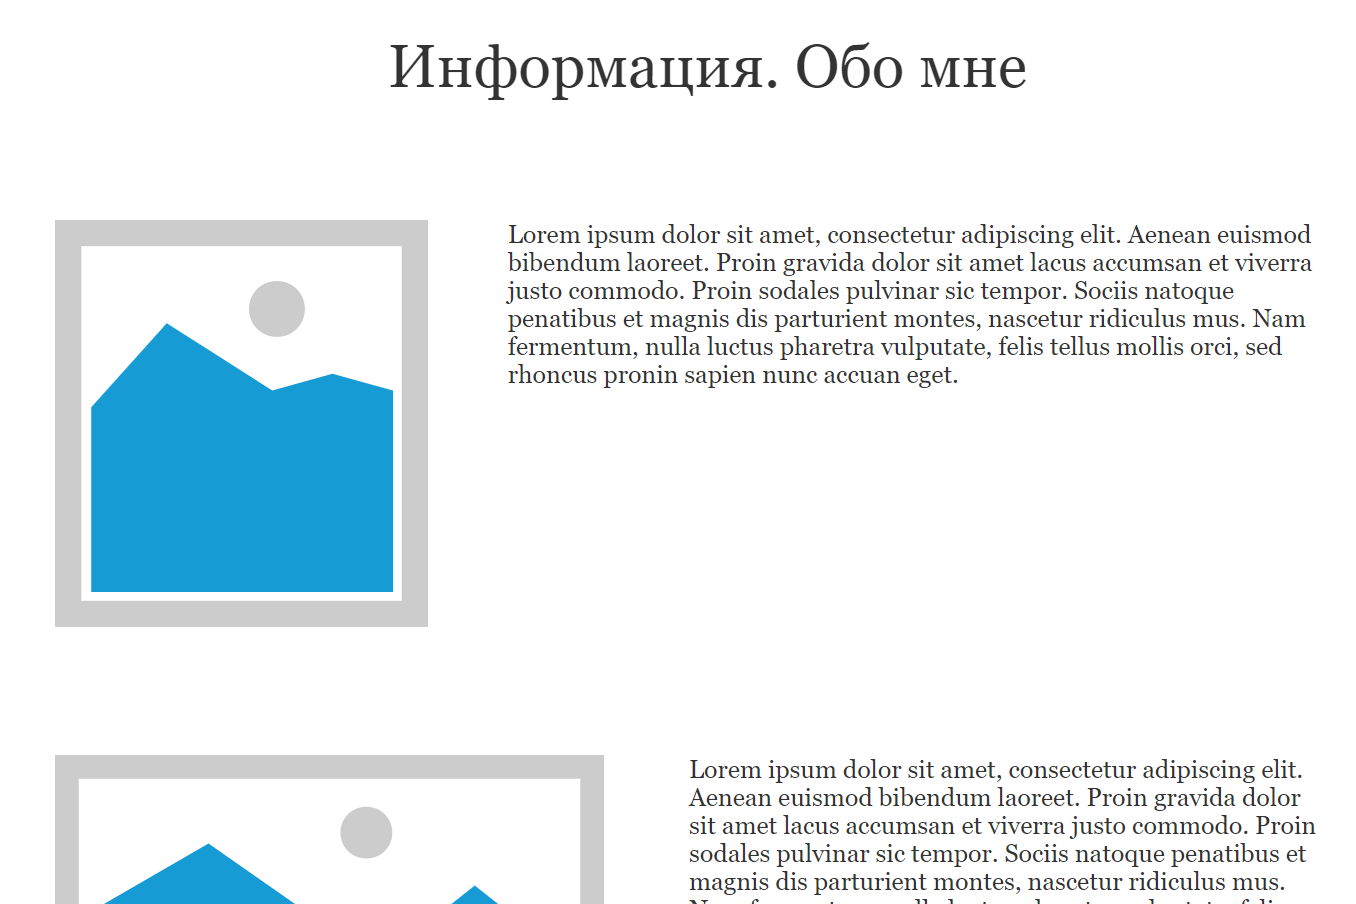 Информация. Обо мне
Lorem ipsum dolor sit amet, consectetur adipiscing elit. Aenean euismod
bibendum laoreet. Proin gravida dolor sit amet lacus accumsan et viverra
justo commodo. Proin sodales pulvinar sic tempor. Sociis natoque
penatibus et magnis dis parturient montes, nascetur ridiculus mus. Nam
fermentum, nulla luctus pharetra vulputate, felis tellus mollis orci, sed
rhoncus pronin sapien nunc accuan eget.
Lorem ipsum dolor sit amet, consectetur adipiscing elit.
Aenean euismod bibendum laoreet. Proin gravida dolor
sit amet lacus accumsan et viverra justo commodo. Proin
sodales pulvinar sic tempor. Sociis natoque penatibus et
magnis dis parturient montes, nascetur ridiculus mus.